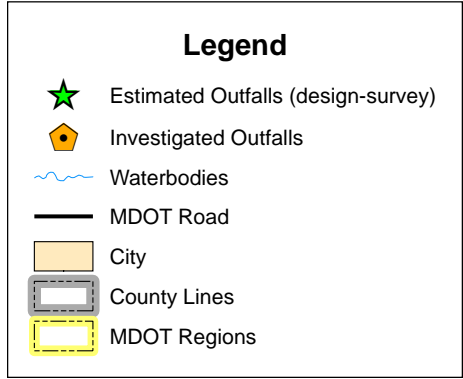 Legend
Estimated Outfalls (design-survey)
Investigated Outfalls
Waterbodies
MDOT Road
City
County Lines
MDOT Regions